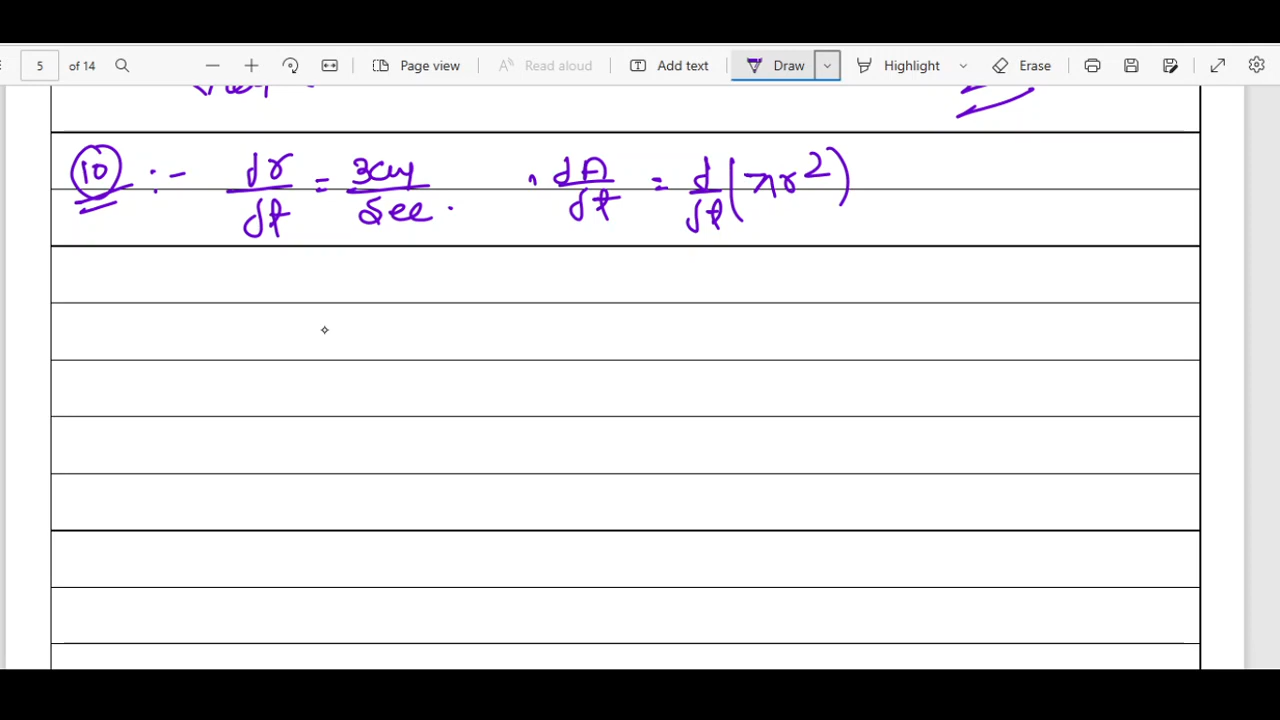 5 of 14 Page view Read aloud Add text Draw Highlight Erase
10 :- dr/dt = 3cm/sec. dA/dt = d/dt(πr²)